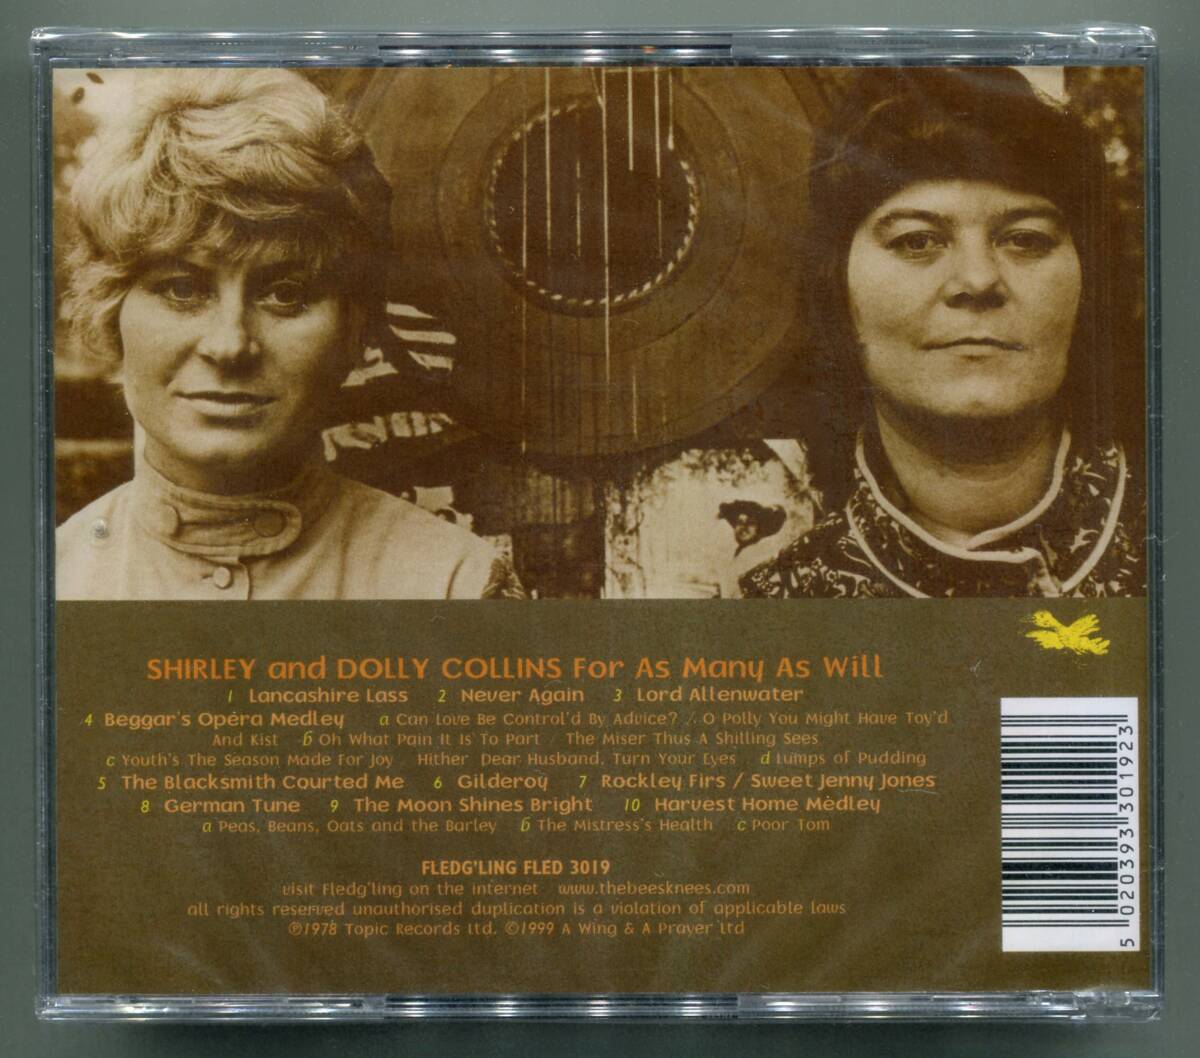 SHIRLEY and DOLLY COLLINS For As Many As Will
1 Lancashire Lass 2 Never Again 3 Lord Allenwater
4 Beggar's Opéra Medley a Can Love Be Control'd By Advice? / O Polly You Might Have Toy'd
And Kist b Oh What Pain It Is To Part / The Miser Thus A Shilling Sees
c Youth's The Season Made For Joy Hither Dear Husband, Turn Your Eyes d Lumps of Pudding
5 The Blacksmith Courted Me 6 Gilderoy 7 Rockley Firs / Sweet Jenny Jones
8 German Tune 9 The Moon Shines Bright 10 Harvest Home Mèdley
a Peas, Beans, Oats and the Barley b The Mistress's Health c Poor Tom
FLEDG'LING FLED 3019
visit Fledg'ling on the internet www.thebeesknees.com
all rights reserved unauthorised duplication is a violation of applicable laws
℗1978 Topic Records Ltd. ©1999 A Wing & A Prayer Ltd
5 020393 301923